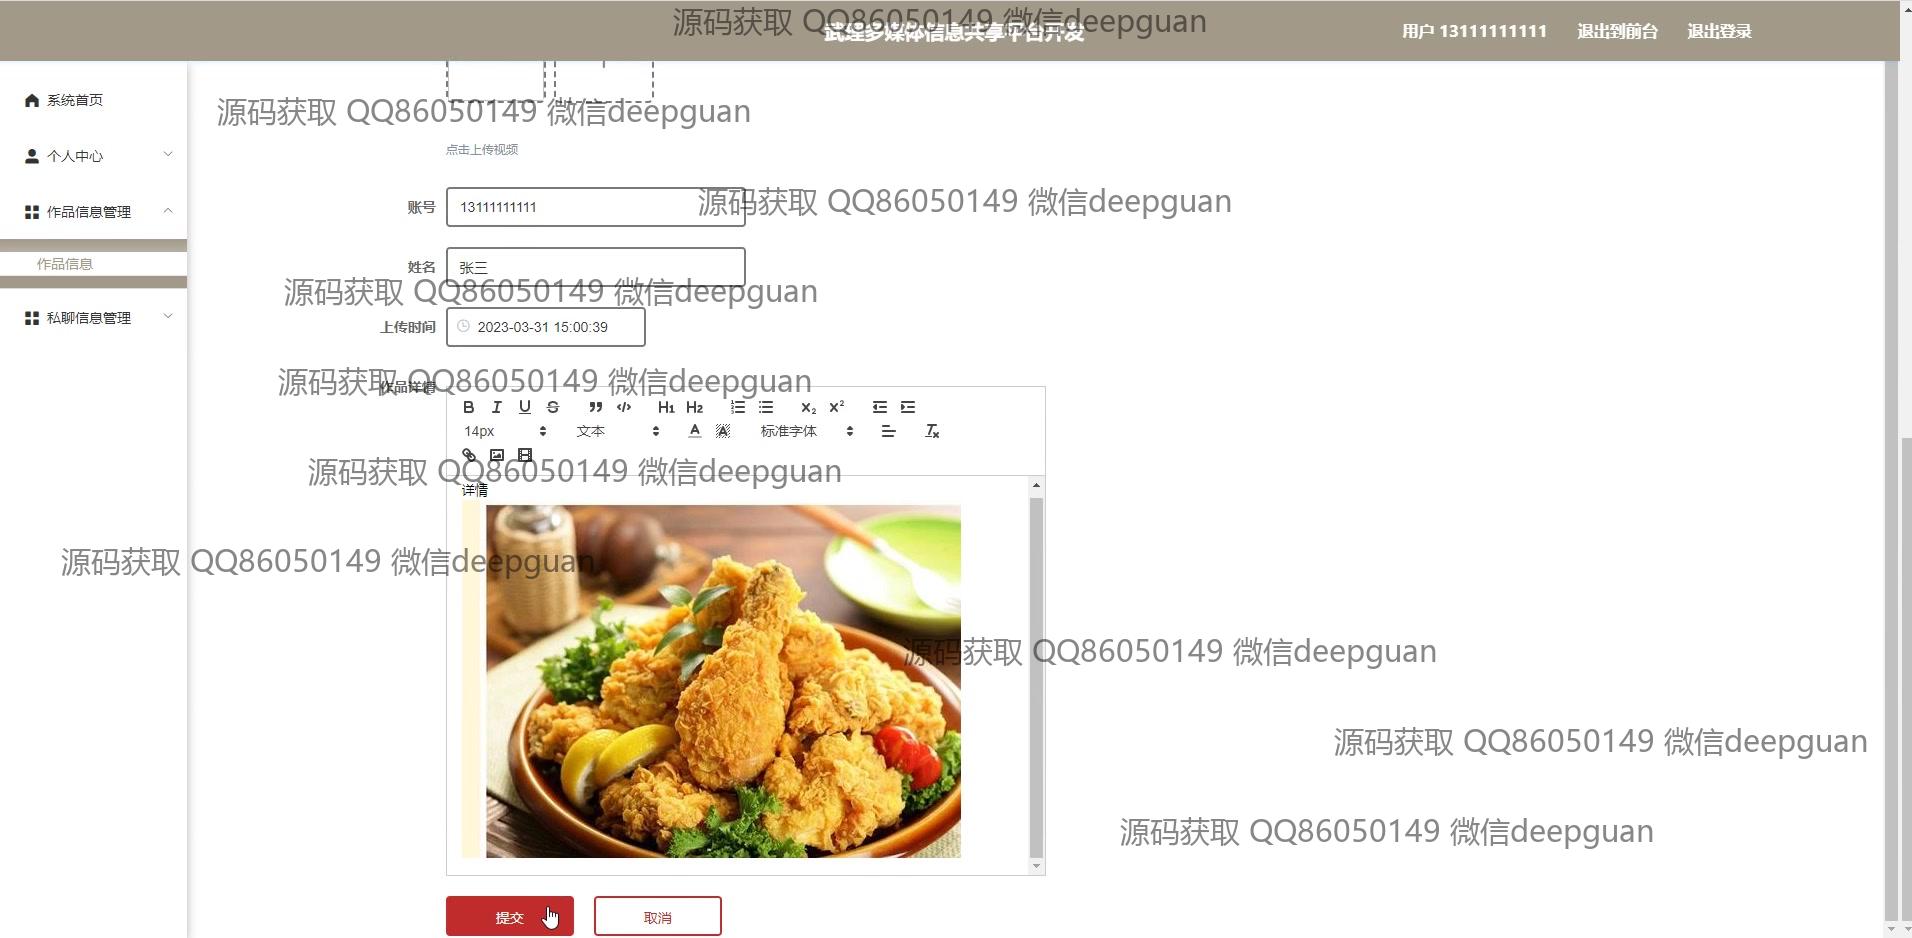 源码获取 QQ86050149 微信deepguan
武理多媒体信息共享平台开发
用户 13111111111
退出到前台
退出登录
系统首页
个人中心
作品信息管理
作品信息
私聊信息管理
源码获取 QQ86050149 微信deepguan
点击上传视频
源码获取 QQ86050149 微信deepguan
账号
13111111111
姓名
张三
源码获取 QQ86050149 微信deepguan
上传时间
2023-03-31 15:00:39
源码获取 QQ86050149 微信deepguan
作品详情
B I U S H1 H2 X2 X2
14px 文本 A A 标准字体 Tx
源码获取 QQ86050149 微信deepguan
详情
源码获取 QQ86050149 微信deepguan
源码获取 QQ86050149 微信deepguan
源码获取 QQ86050149 微信deepguan
源码获取 QQ86050149 微信deepguan
提交
取消